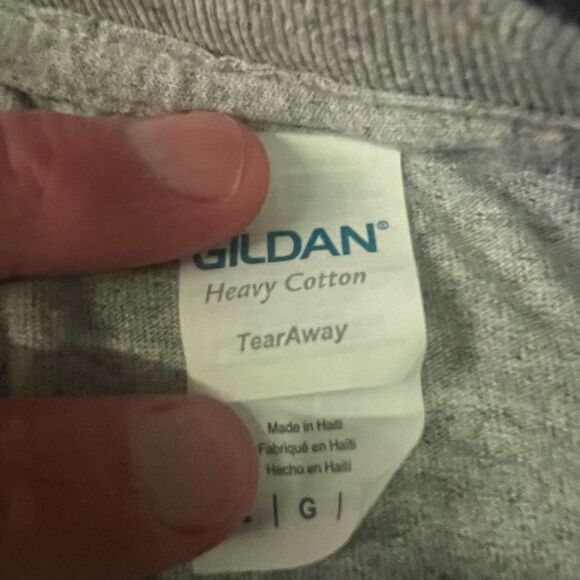 GILDAN®
Heavy Cotton
TearAway
Made in Haiti
Fabriqué en Haïti
Hecho en Haití
| G |